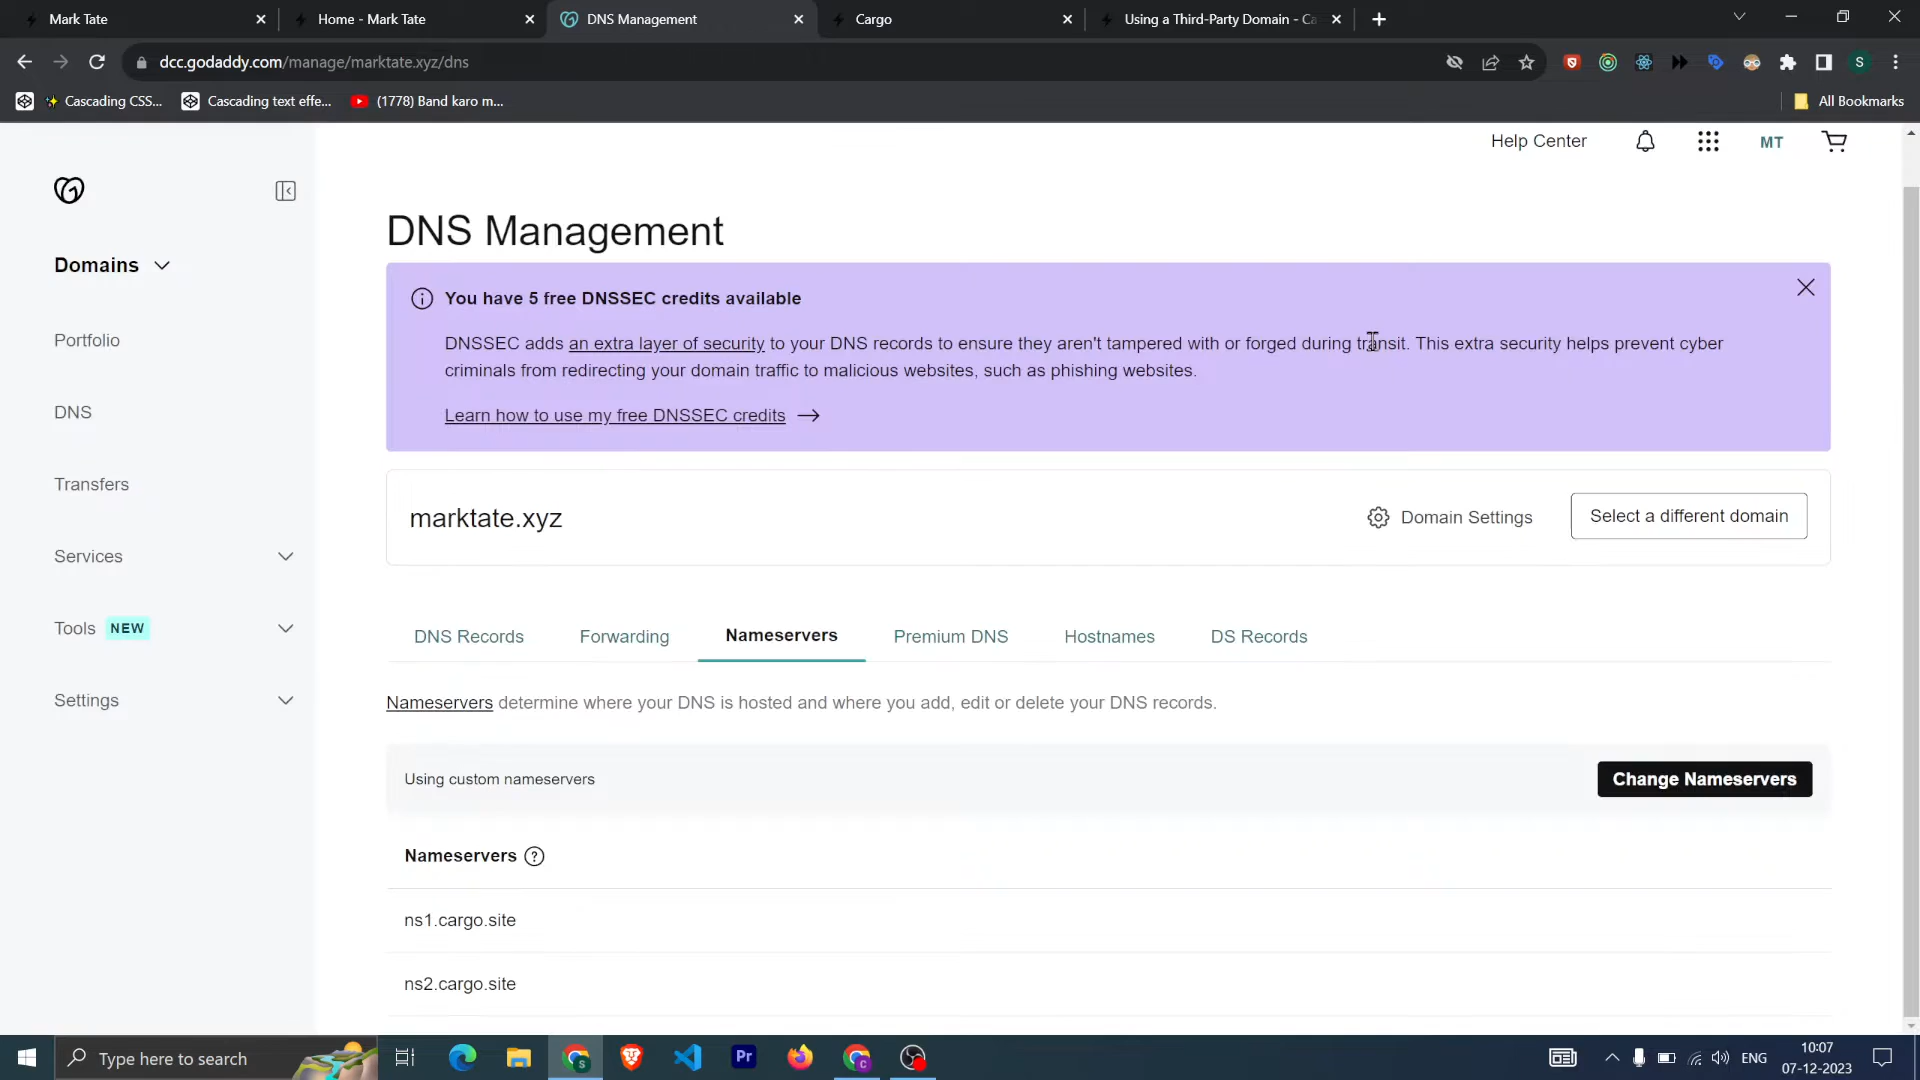 Mark Tate
Home - Mark Tate
DNS Management
Cargo
Using a Third-Party Domain - Ca
dcc.godaddy.com/manage/marktate.xyz/dns
S
✨ Cascading CSS...
Cascading text effe...
(1778) Band karo m...
All Bookmarks
Help Center
MT
DNS Management
Domains
You have 5 free DNSSEC credits available
DNSSEC adds an extra layer of security to your DNS records to ensure they aren't tampered with or forged during transit. This extra security helps prevent cyber
criminals from redirecting your domain traffic to malicious websites, such as phishing websites.
Learn how to use my free DNSSEC credits →
Portfolio
DNS
Transfers
Services
Tools NEW
Settings
marktate.xyz
Domain Settings
Select a different domain
DNS Records
Forwarding
Nameservers
Premium DNS
Hostnames
DS Records
Nameservers determine where your DNS is hosted and where you add, edit or delete your DNS records.
Using custom nameservers
Change Nameservers
Nameservers ?
ns1.cargo.site
ns2.cargo.site
Type here to search
Pr
ENG
10:07
07-12-2023